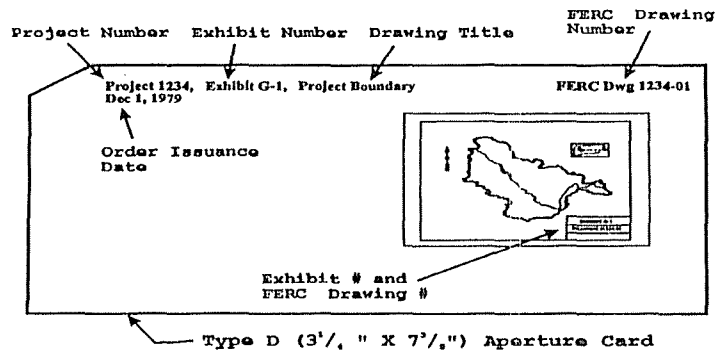 FERC Drawing
Number
Project Number Exhibit Number Drawing Title
Project 1234, Exhibit G-1, Project Boundary FERC Dwg 1234-01
Dec 1, 1979
Order Issuance
Date
Exhibit # and
FERC Drawing #
Type D (3¹/₄ " X 7³/₈") Aperture Card